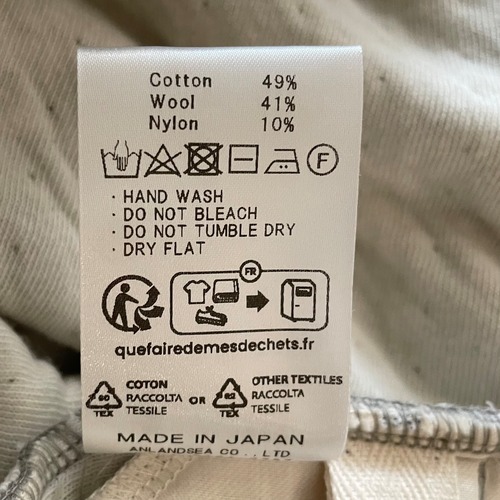 Cotton 49%
Wool 41%
Nylon 10%
F
· HAND WASH
· DO NOT BLEACH
· DO NOT TUMBLE DRY
· DRY FLAT
FR
quefairedemesdechets.fr
60
TEX
COTON
RACCOLTA
TESSILE
OR
62
TEX
OTHER TEXTILES
RACCOLTA
TESSILE
MADE IN JAPAN
ANLANDSEA CO., LTD